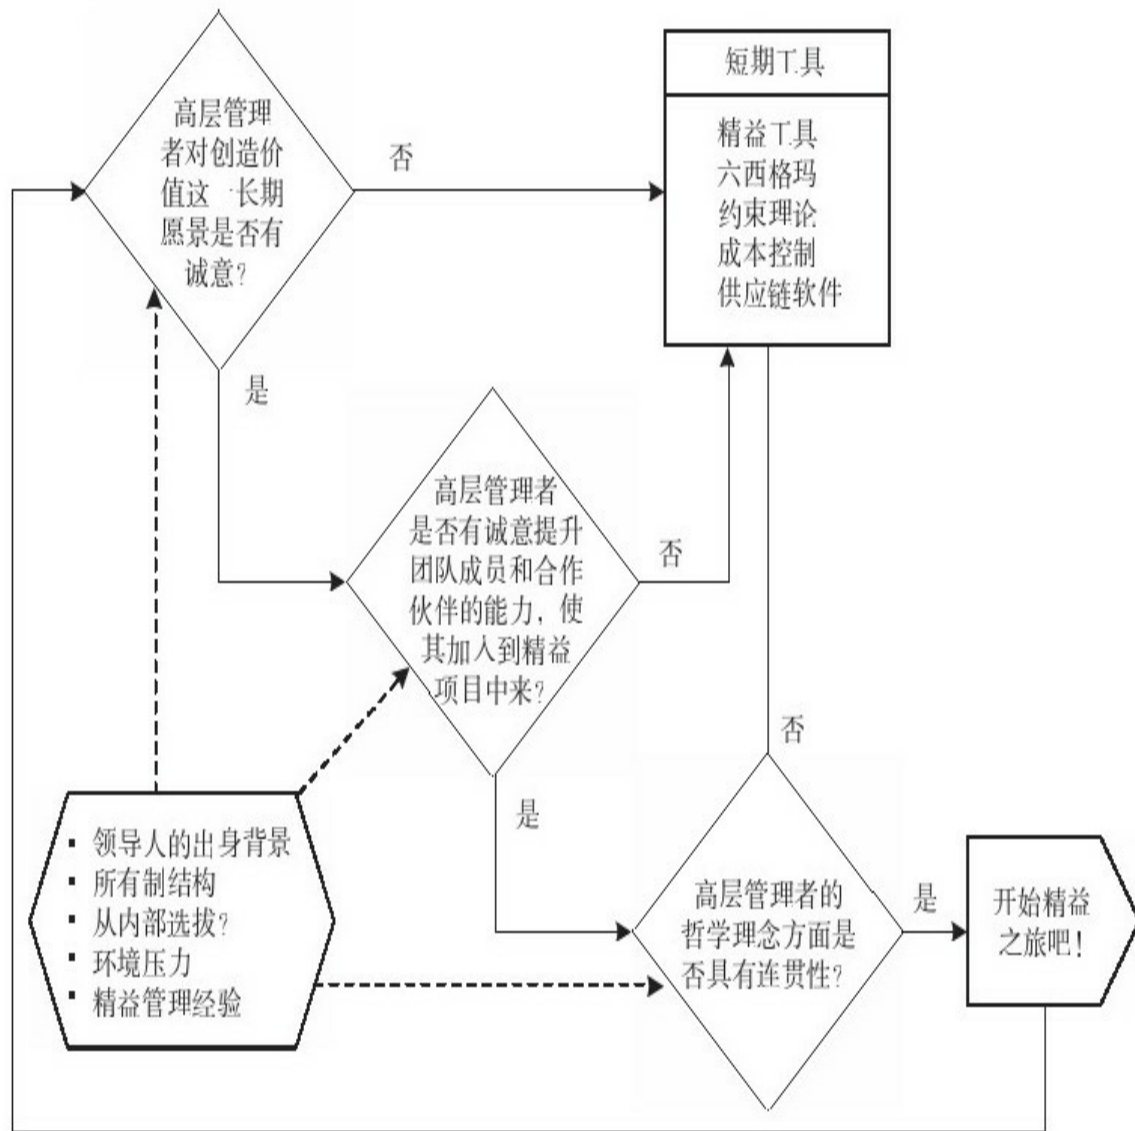 高层管理
者对创造价
值这一长期
愿景是否有
诚意?
否
是
短期工具
精益工具
六西格玛
约束理论
成本控制
供应链软件
高层管理者
是否有诚意提升
团队成员和合作
伙伴的能力，使
其加入到精益
项目中来?
否
是
高层管理者的
哲学理念方面是
否具有连贯性?
否
是
开始精益
之旅吧!
▪ 领导人的出身背景
▪ 所有制结构
▪ 从内部选拔?
▪ 环境压力
▪ 精益管理经验